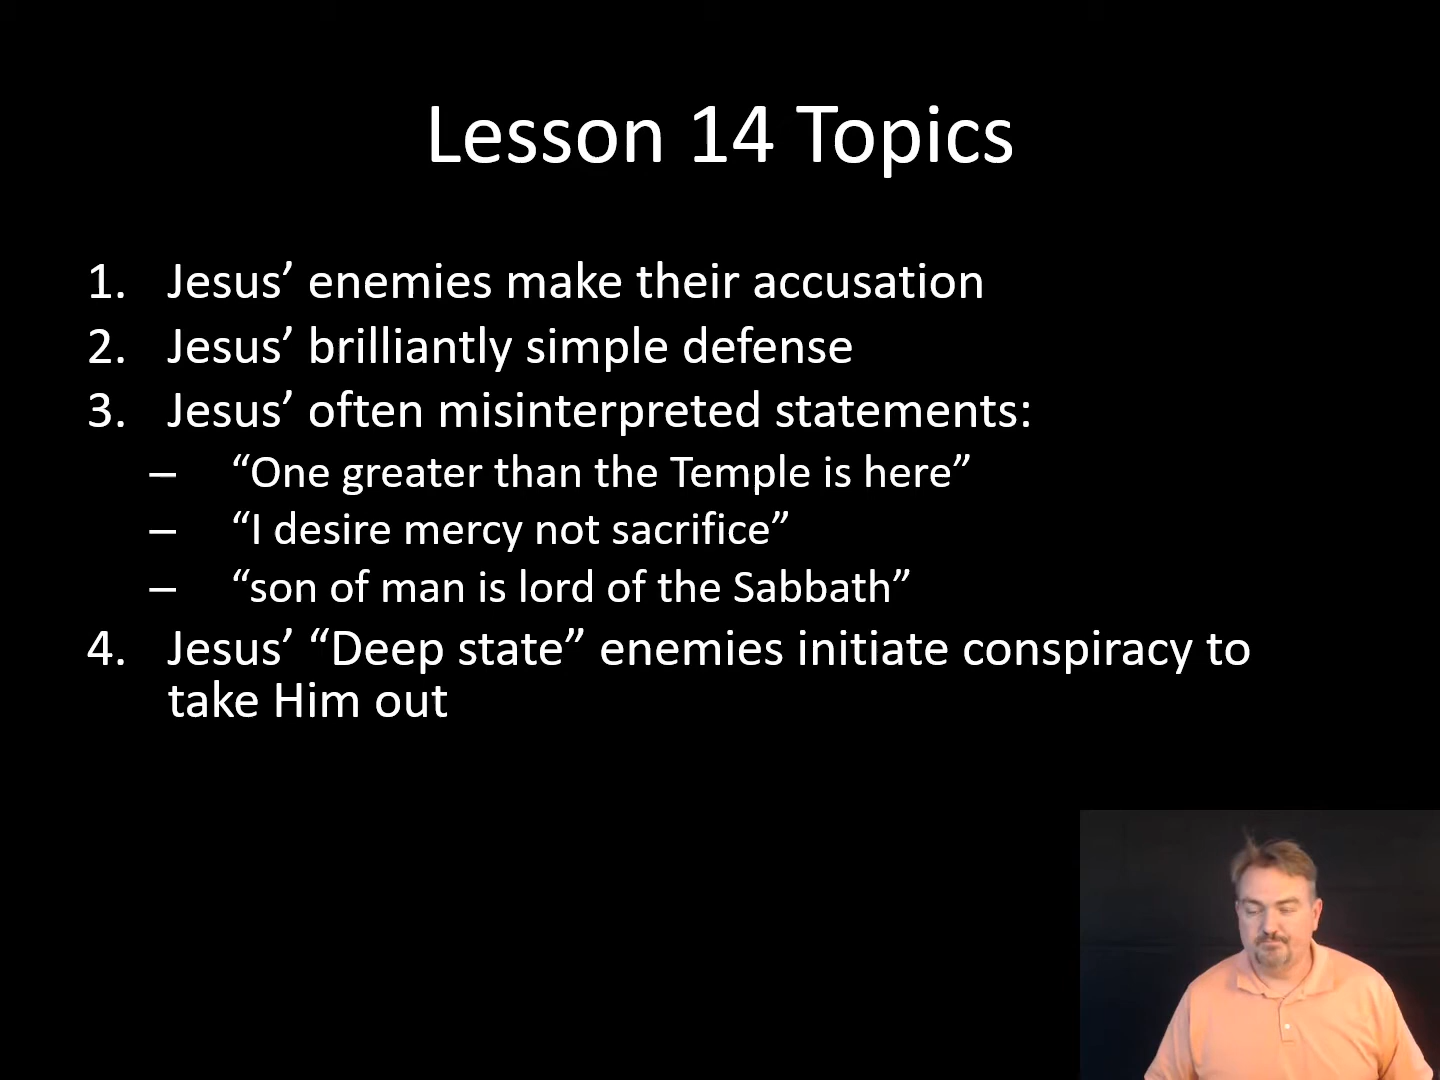 Lesson 14 Topics
1. Jesus’ enemies make their accusation
2. Jesus’ brilliantly simple defense
3. Jesus’ often misinterpreted statements:
– “One greater than the Temple is here”
– “I desire mercy not sacrifice”
– “son of man is lord of the Sabbath”
4. Jesus’ “Deep state” enemies initiate conspiracy to
take Him out